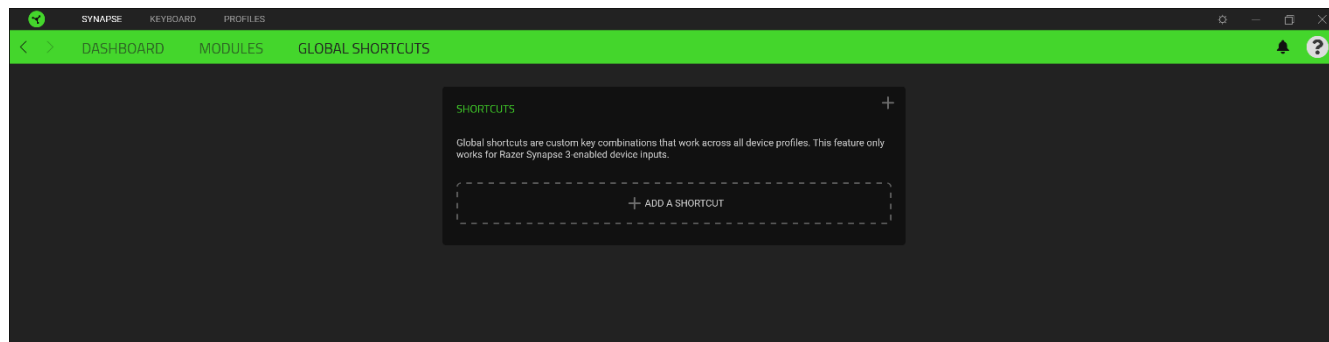 SYNAPSE KEYBOARD PROFILES
DASHBOARD MODULES GLOBAL SHORTCUTS
?
SHORTCUTS
Global shortcuts are custom key combinations that work across all device profiles. This feature only
works for Razer Synapse 3-enabled device inputs.
ADD A SHORTCUT